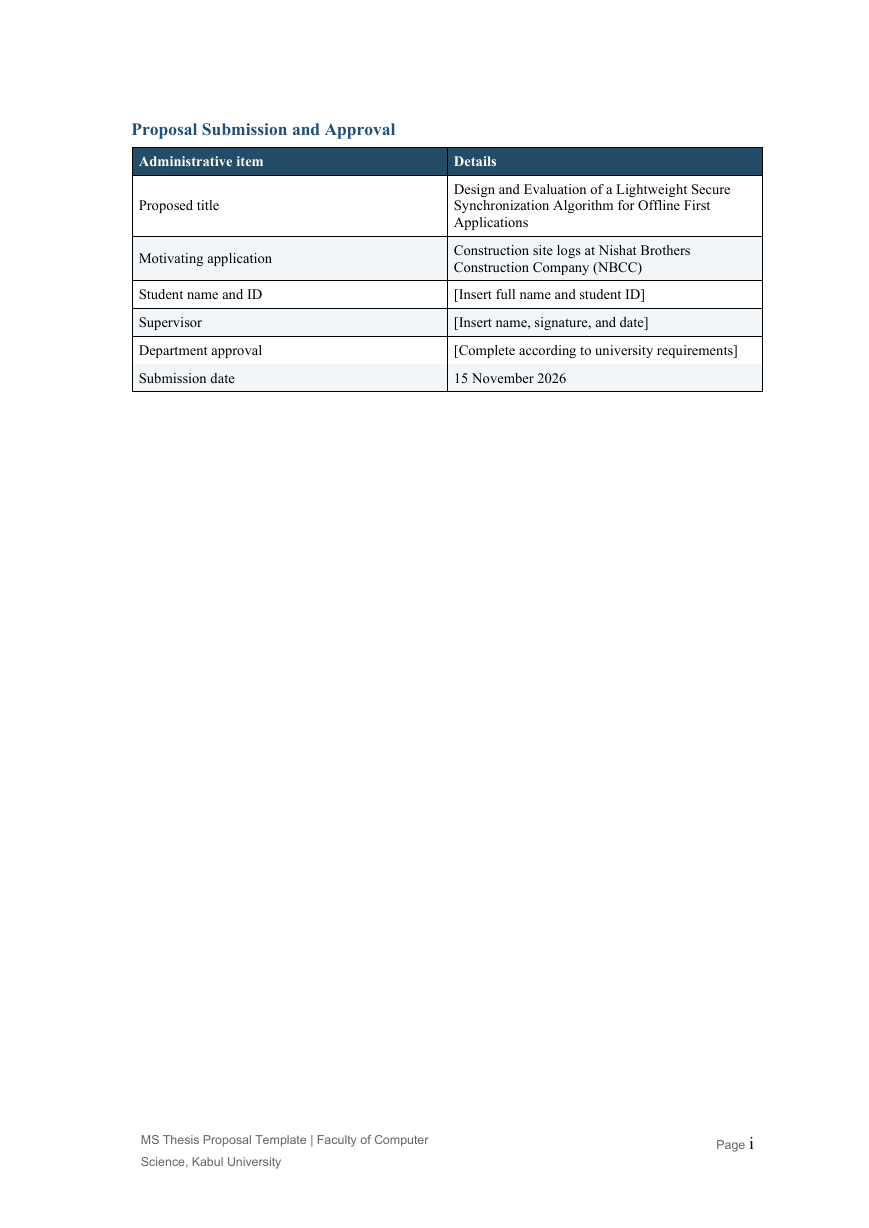 Proposal Submission and Approval
Administrative item Details
Proposed title
Design and Evaluation of a Lightweight Secure
Synchronization Algorithm for Offline First
Applications
Motivating application
Construction site logs at Nishat Brothers
Construction Company (NBCC)
Student name and ID [Insert full name and student ID]
Supervisor [Insert name, signature, and date]
Department approval [Complete according to university requirements]
Submission date 15 November 2026
MS Thesis Proposal Template | Faculty of Computer
Science, Kabul University
Page i